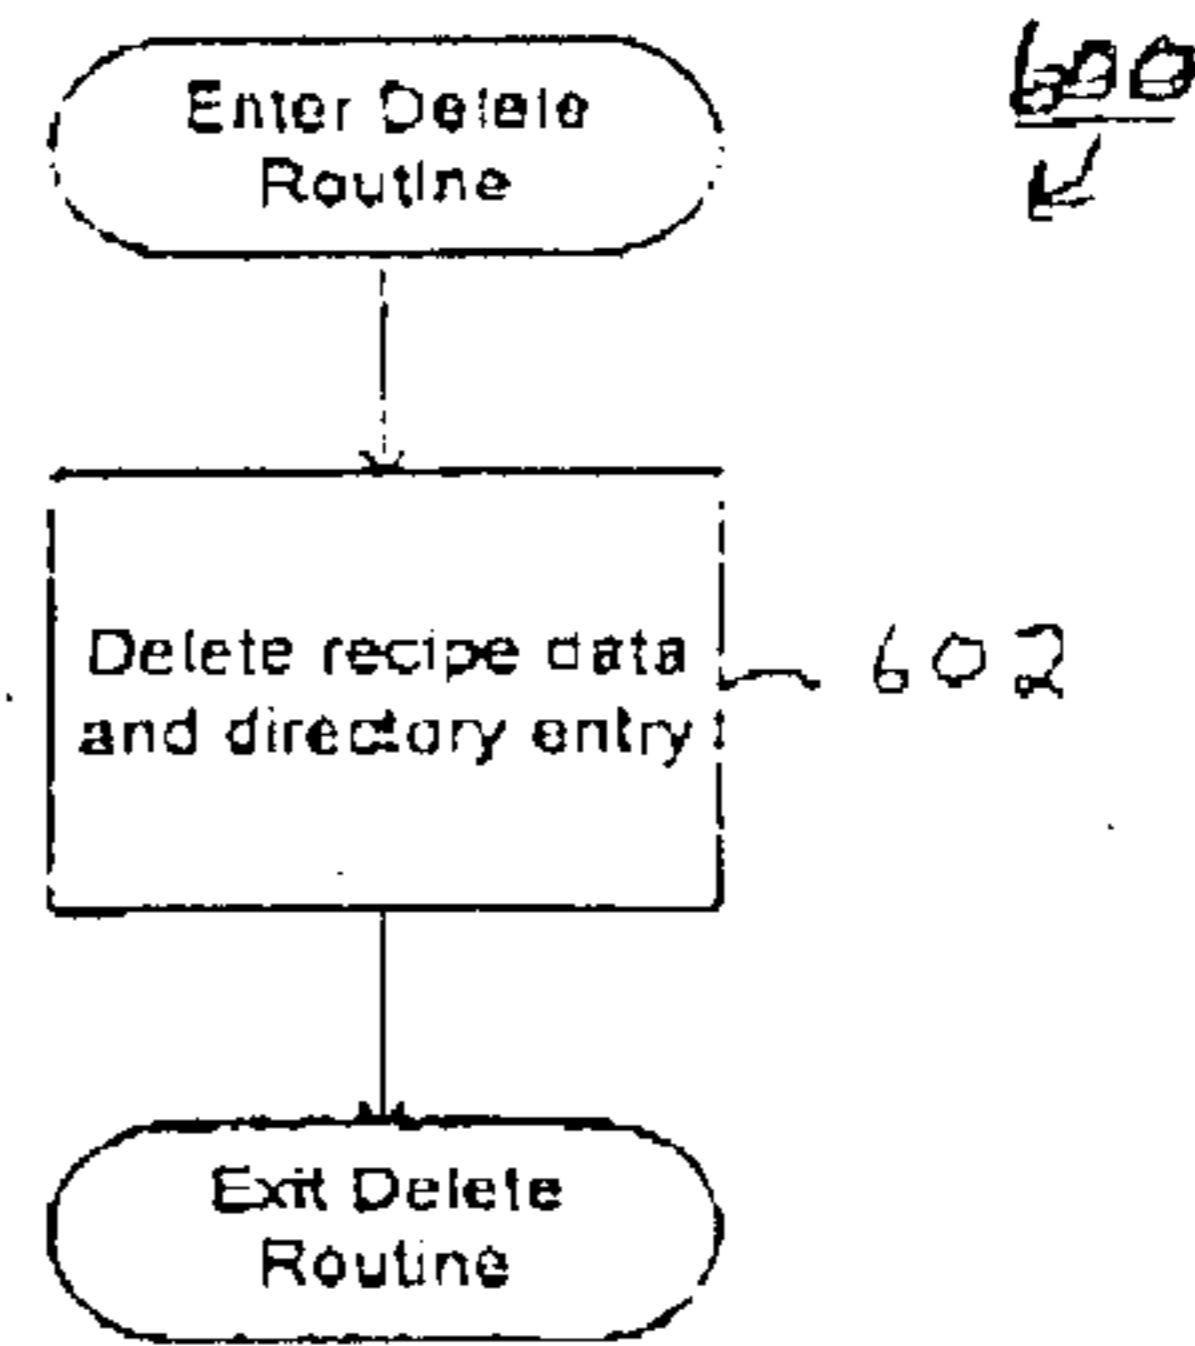 Enter Delete
Routine
600
Delete recipe data
and directory entry
602
Exit Delete
Routine